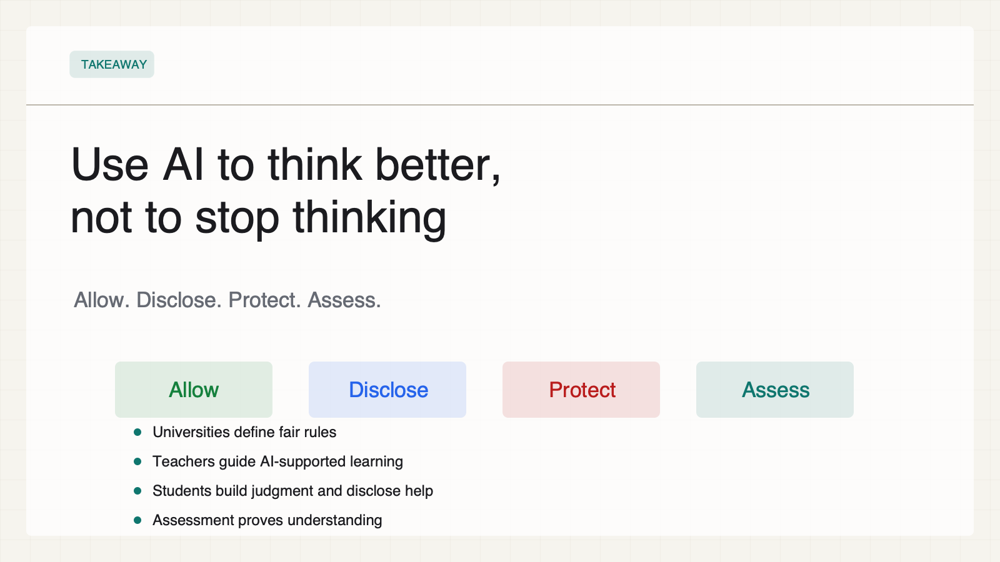 TAKEAWAY
Use AI to think better,
not to stop thinking
Allow. Disclose. Protect. Assess.
Allow
Disclose
Protect
Assess
Universities define fair rules
Teachers guide AI-supported learning
Students build judgment and disclose help
Assessment proves understanding